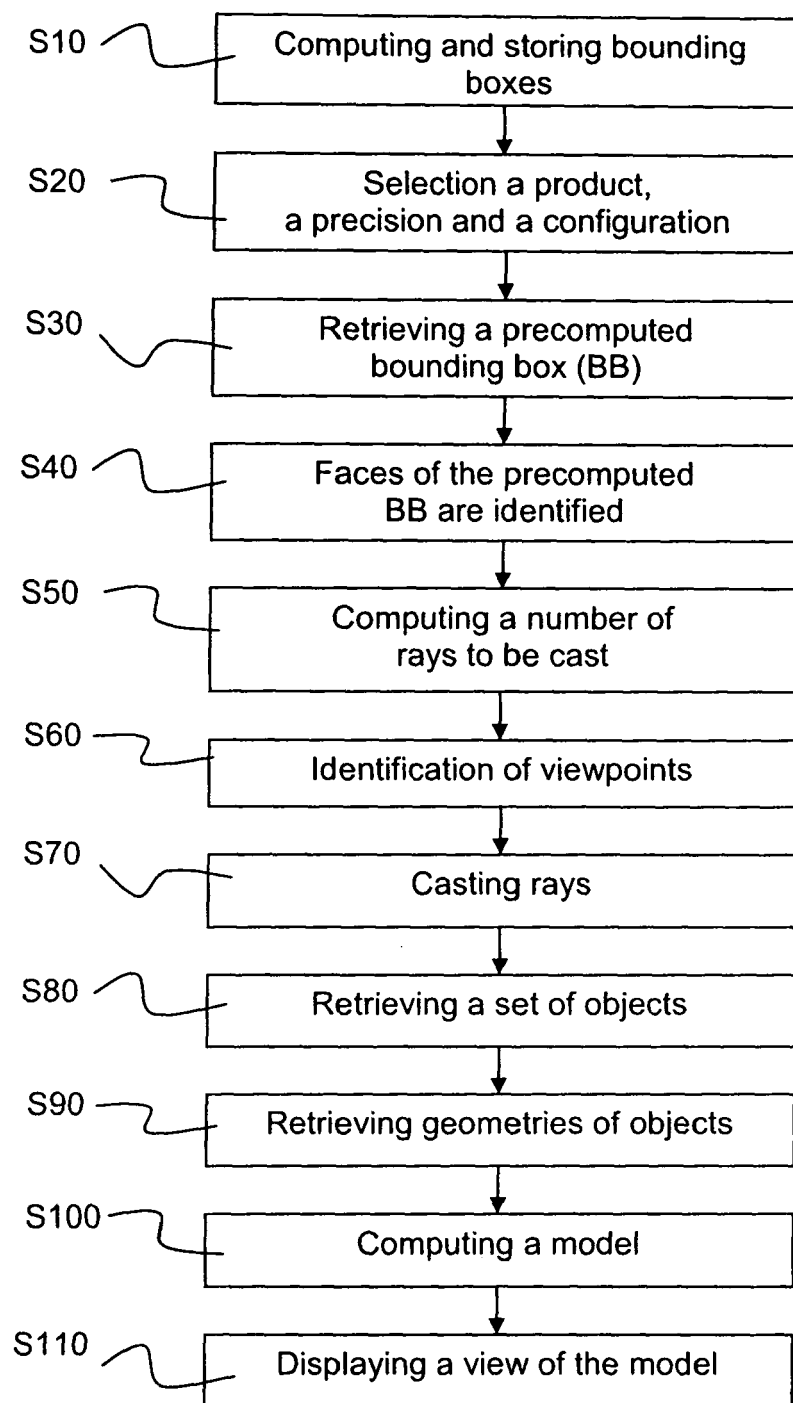 S10
Computing and storing bounding
boxes
S20
Selection a product,
a precision and a configuration
S30
Retrieving a precomputed
bounding box (BB)
S40
Faces of the precomputed
BB are identified
S50
Computing a number of
rays to be cast
S60
Identification of viewpoints
S70
Casting rays
S80
Retrieving a set of objects
S90
Retrieving geometries of objects
S100
Computing a model
S110
Displaying a view of the model